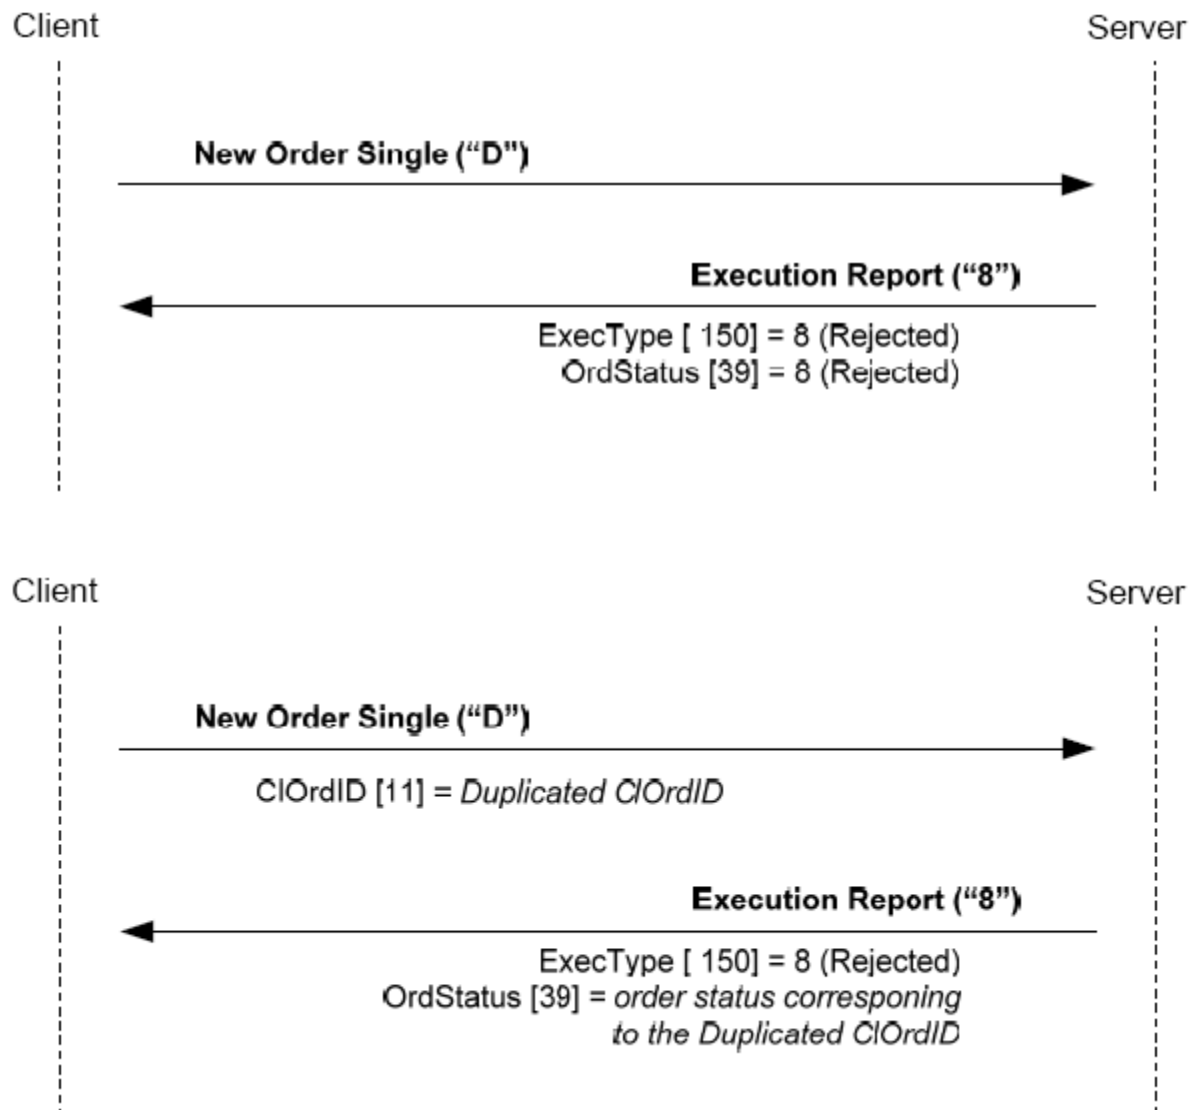 Client
Server
New Order Single (“D”)
Execution Report (“8”)
ExecType [ 150] = 8 (Rejected)
OrdStatus [39] = 8 (Rejected)
Client
Server
New Order Single (“D”)
ClOrdID [11] = Duplicated ClOrdID
Execution Report (“8”)
ExecType [ 150] = 8 (Rejected)
OrdStatus [39] = order status corresponing
to the Duplicated ClOrdID